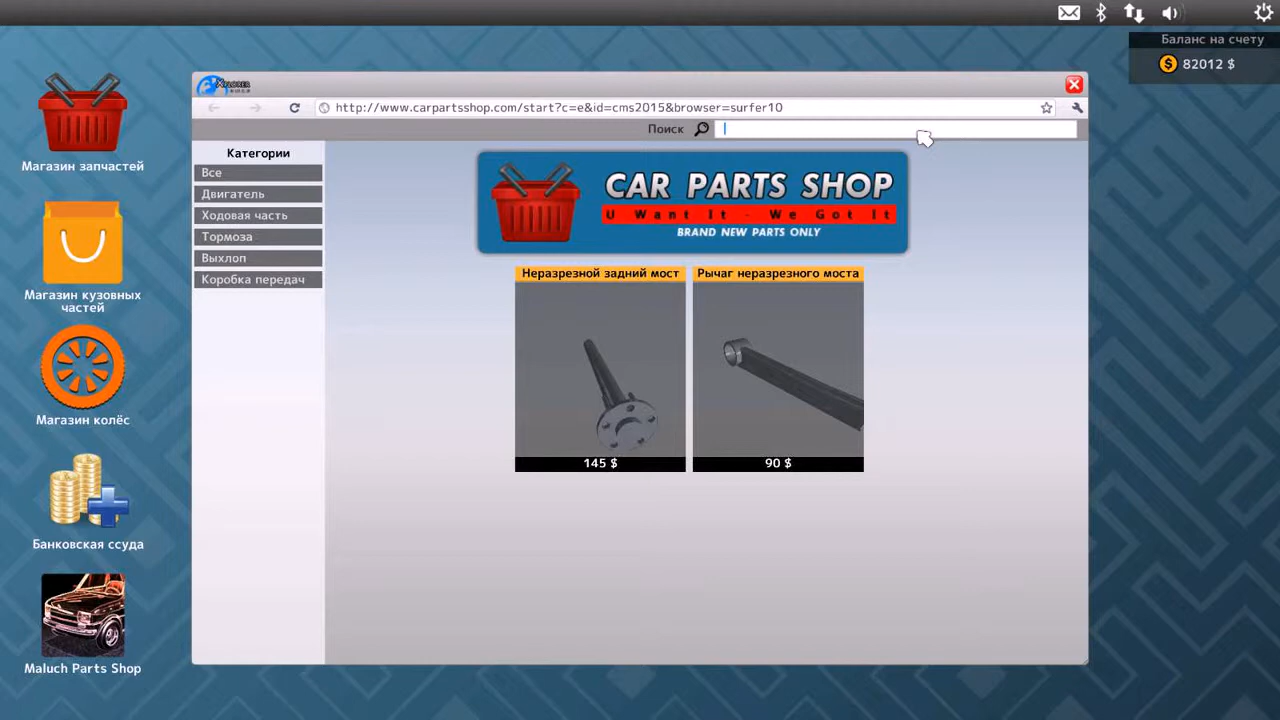 Баланс на счету
82012 $
Магазин запчастей
Магазин кузовных
частей
Магазин колёс
Банковская ссуда
Maluch Parts Shop
XPLORER
http://www.carpartsshop.com/start?c=e&id=cms2015&browser=surfer10
Поиск
Категории
Все
Двигатель
Ходовая часть
Тормоза
Выхлоп
Коробка передач
CAR PARTS SHOP
U Want It - We Got It
BRAND NEW PARTS ONLY
Неразрезной задний мост
145 $
Рычаг неразрезного моста
90 $